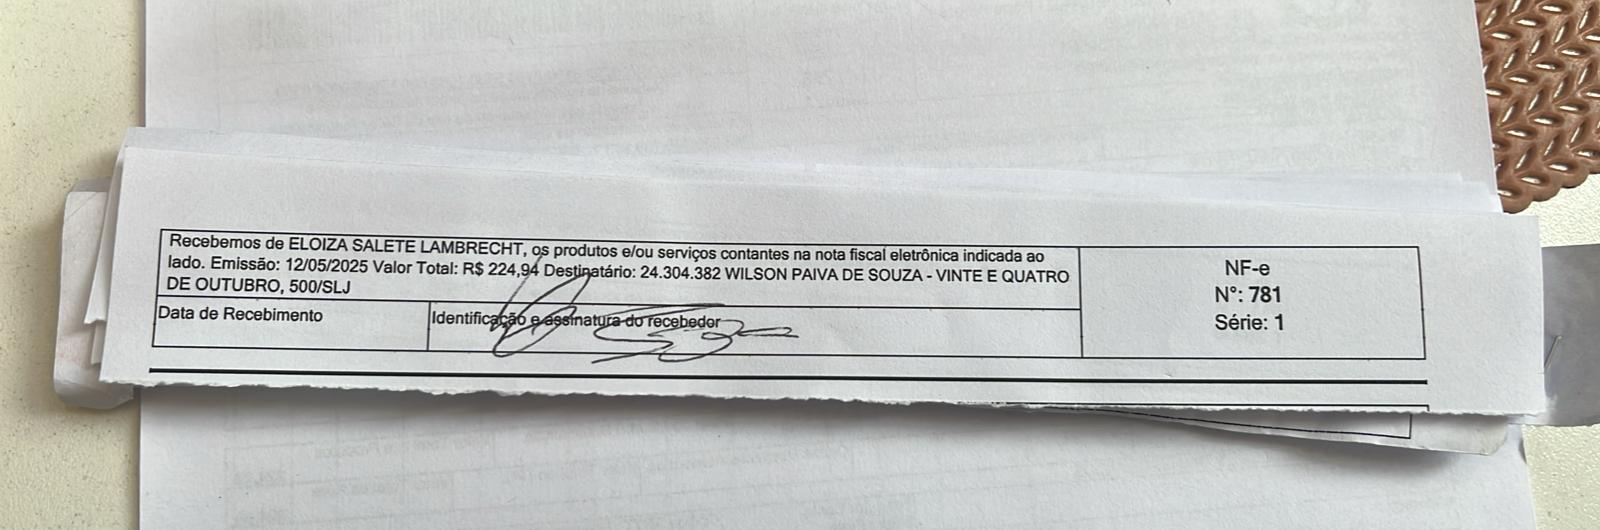 Recebemos de ELOIZA SALETE LAMBRECHT, os produtos e/ou serviços contantes na nota fiscal eletrônica indicada ao
lado. Emissão: 12/05/2025 Valor Total: R$ 224,94 Destinatário: 24.304.382 WILSON PAIVA DE SOUZA - VINTE E QUATRO
DE OUTUBRO, 500/SLJ
Data de Recebimento
Identificação e assinatura do recebedor
NF-e
N°: 781
Série: 1